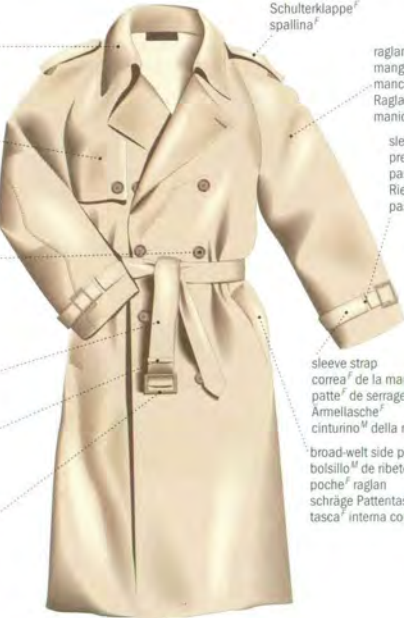 Schulterklappe F
spallina F
raglan
mang
manc
Ragla
manic
sle
pre
pa
Rie
pa
sleeve strap
correa F de la ma
patte F de serrage
Ärmellasche F
cinturino M della
broad-welt side p
bolsillo M de ribete
poche F raglan
schräge Pattentas
tasca F interna co